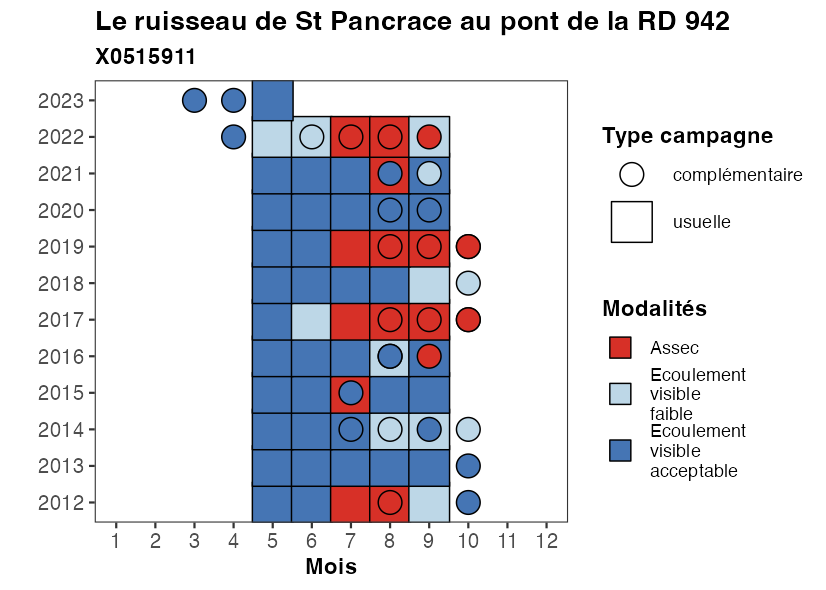 Le ruisseau de St Pancrace au pont de la RD 942
X0515911
2023
2022
2021
2020
2019
2018
2017
2016
2015
2014
2013
2012
1 2 3 4 5 6 7 8 9 10 11 12
Mois
Type campagne
complémentaire
usuelle
Modalités
Assec
Ecoulement
visible
faible
Ecoulement
visible
acceptable